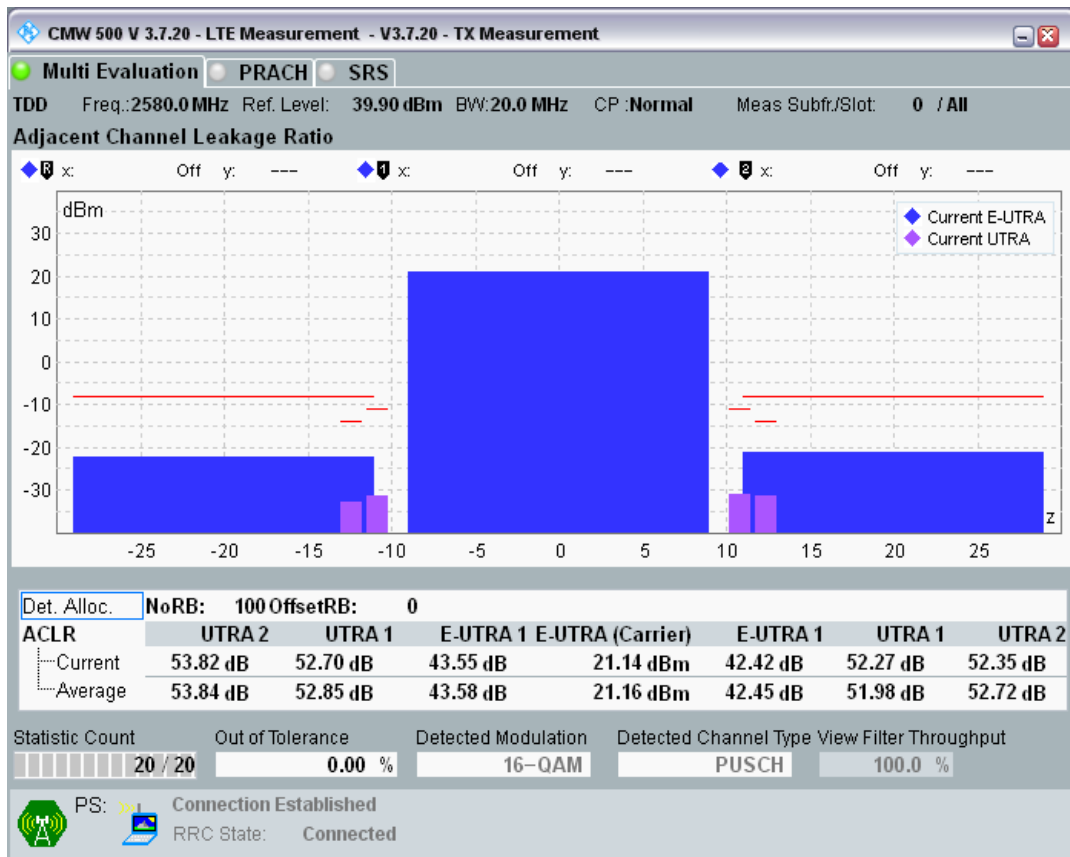 CMW 500 V 3.7.20 - LTE Measurement - V3.7.20 - TX Measurement
Multi Evaluation PRACH SRS
TDD Freq.:2580.0 MHz Ref. Level: 39.90 dBm BW:20.0 MHz CP :Normal Meas Subfr./Slot: 0 / All
Adjacent Channel Leakage Ratio
R x: Off y: --- 1 x: Off y: --- 2 x: Off y: ---
dBm
Current E-UTRA
Current UTRA
30
20
10
0
-10
-20
-30
z
-25 -20 -15 -10 -5 0 5 10 15 20 25
Det. Alloc. NoRB: 100 OffsetRB: 0
ACLR UTRA 2 UTRA 1 E-UTRA 1 E-UTRA (Carrier) E-UTRA 1 UTRA 1 UTRA 2
Current 53.82 dB 52.70 dB 43.55 dB 21.14 dBm 42.42 dB 52.27 dB 52.35 dB
Average 53.84 dB 52.85 dB 43.58 dB 21.16 dBm 42.45 dB 51.98 dB 52.72 dB
Statistic Count Out of Tolerance Detected Modulation Detected Channel Type View Filter Throughput
20 / 20 0.00 % 16-QAM PUSCH 100.0 %
PS: Connection Established
RRC State: Connected